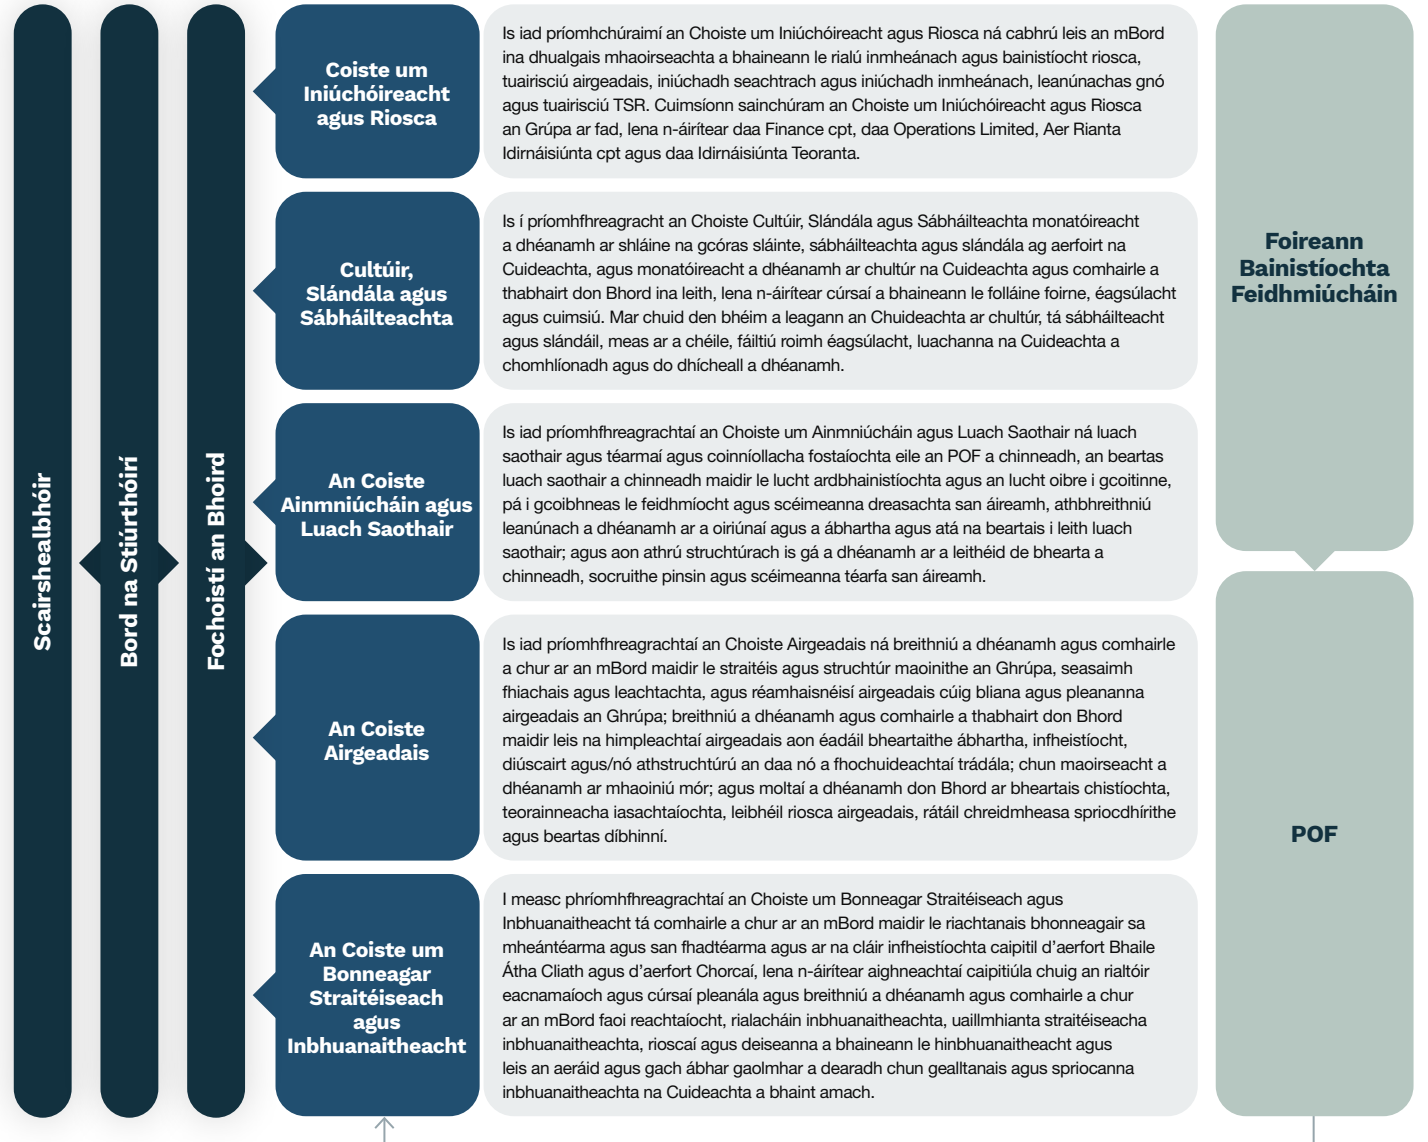 Scairshealbhóir
Bord na Stiúrthóirí
Fochoistí an Bhoird
Coiste um
Iniúchóireacht
agus Riosca
Is iad príomhchúraimí an Choiste um Iniúchóireacht agus Riosca ná cabhrú leis an mBord
ina dhualgais mhaoirseachta a bhaineann le rialú inmheánach agus bainistíocht riosca,
tuairisciú airgeadais, iniúchadh seachtrach agus iniúchadh inmheánach, leanúnachas gnó
agus tuairisciú TSR. Cuimsíonn sainchúram an Choiste um Iniúchóireacht agus Riosca
an Grúpa ar fad, lena n-áirítear daa Finance cpt, daa Operations Limited, Aer Rianta
Idirnáisiúnta cpt agus daa Idirnáisiúnta Teoranta.
Cultúir,
Slándála agus
Sábháilteachta
Is í príomhfhreagracht an Choiste Cultúir, Slándála agus Sábháilteachta monatóireacht
a dhéanamh ar shláine na gcóras sláinte, sábháilteachta agus slándála ag aerfoirt na
Cuideachta, agus monatóireacht a dhéanamh ar chultúr na Cuideachta agus comhairle a
thabhairt don Bhord ina leith, lena n-áirítear cúrsaí a bhaineann le folláine foirne, éagsúlacht
agus cuimsiú. Mar chuid den bhéim a leagann an Chuideachta ar chultúr, tá sábháilteacht
agus slándáil, meas ar a chéile, fáiltiú roimh éagsúlacht, luachanna na Cuideachta a
chomhlíonadh agus do dhícheall a dhéanamh.
An Coiste
Ainmniúcháin agus
Luach Saothair
Is iad príomhfhreagrachtaí an Choiste um Ainmniúcháin agus Luach Saothair ná luach
saothair agus téarmaí agus coinníollacha fostaíochta eile an POF a chinneadh, an beartas
luach saothair a chinneadh maidir le lucht ardbhainistíochta agus an lucht oibre i gcoitinne,
pá i gcoibhneas le feidhmíocht agus scéimeanna dreasachta san áireamh, athbhreithniú
leanúnach a dhéanamh ar a oiriúnaí agus a ábhartha agus atá na beartais i leith luach
saothair; agus aon athrú struchtúrach is gá a dhéanamh ar a leithéid de bhearta a
chinneadh, socruithe pinsin agus scéimeanna téarfa san áireamh.
An Coiste
Airgeadais
Is iad príomhfhreagrachtaí an Choiste Airgeadais ná breithniú a dhéanamh agus comhairle
a chur ar an mBord maidir le straitéis agus struchtúr maoinithe an Ghrúpa, seasaimh
fhiachais agus leachtachta, agus réamhaisnéisí airgeadais cúig bliana agus pleananna
airgeadais an Ghrúpa; breithniú a dhéanamh agus comhairle a thabhairt don Bhord
maidir leis na himpleachtaí airgeadais aon éadáil bheartaithe ábhartha, infheistíocht,
diúscairt agus/nó athstruchtúrú an daa nó a fhochuideachtaí trádála; chun maoirseacht a
dhéanamh ar mhaoiniú mór; agus moltaí a dhéanamh don Bhord ar bheartais chistíochta,
teorainneacha iasachtaíochta, leibhéil riosca airgeadais, rátáil chreidmheasa spriocdhírithe
agus beartas díbhinní.
An Coiste um
Bonneagar
Straitéiseach
agus
Inbhuanaitheacht
I measc phríomhfhreagrachtaí an Choiste um Bonneagar Straitéiseach agus
Inbhuanaitheacht tá comhairle a chur ar an mBord maidir le riachtanais bhonneagair sa
mheántéarma agus san fhadtéarma agus ar na cláir infheistíochta caipitil d'aerfort Bhaile
Átha Cliath agus d'aerfort Chorcaí, lena n-áirítear aighneachtaí caipitiúla chuig an rialtóir
eacnamaíoch agus cúrsaí pleanála agus breithniú a dhéanamh agus comhairle a chur
ar an mBord faoi reachtaíocht, rialacháin inbhuanaitheachta, uaillmhianta straitéiseacha
inbhuanaitheachta, rioscaí agus deiseanna a bhaineann le hinbhuanaitheacht agus
leis an aeráid agus gach ábhar gaolmhar a dearadh chun gealltanais agus spriocanna
inbhuanaitheachta na Cuideachta a bhaint amach.
Foireann
Bainistíochta
Feidhmiúcháin
POF